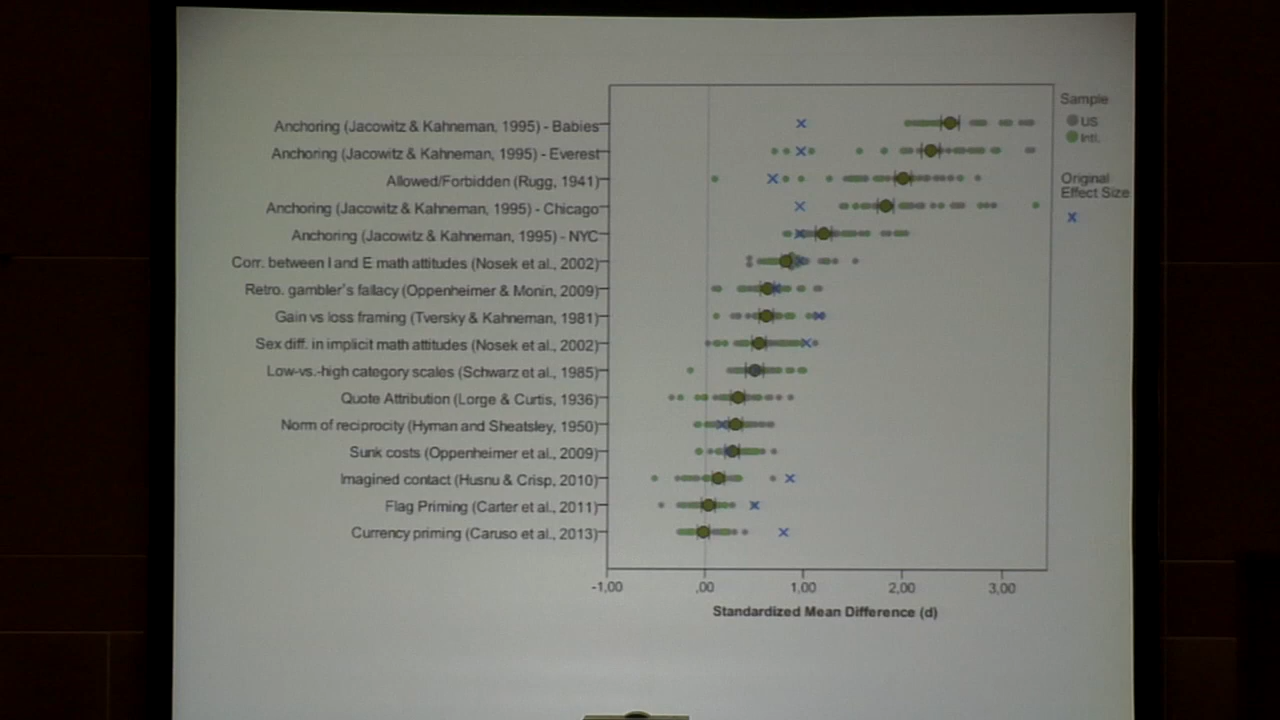 Anchoring (Jacowitz & Kahneman, 1995) - Babies
Anchoring (Jacowitz & Kahneman, 1995) - Everest
Allowed/Forbidden (Rugg, 1941)
Anchoring (Jacowitz & Kahneman, 1995) - Chicago
Anchoring (Jacowitz & Kahneman, 1995) - NYC
Corr. between I and E math attitudes (Nosek et al., 2002)
Retro. gambler's fallacy (Oppenheimer & Monin, 2009)
Gain vs loss framing (Tversky & Kahneman, 1981)
Sex diff. in implicit math attitudes (Nosek et al., 2002)
Low-vs.-high category scales (Schwarz et al., 1985)
Quote Attribution (Lorge & Curtis, 1936)
Norm of reciprocity (Hyman and Sheatsley, 1950)
Sunk costs (Oppenheimer et al., 2009)
Imagined contact (Husnu & Crisp, 2010)
Flag Priming (Carter et al., 2011)
Currency priming (Caruso et al., 2013)
-1,00 ,00 1,00 2,00 3,00
Standardized Mean Difference (d)
Sample
US
Intl.
Original
Effect Size